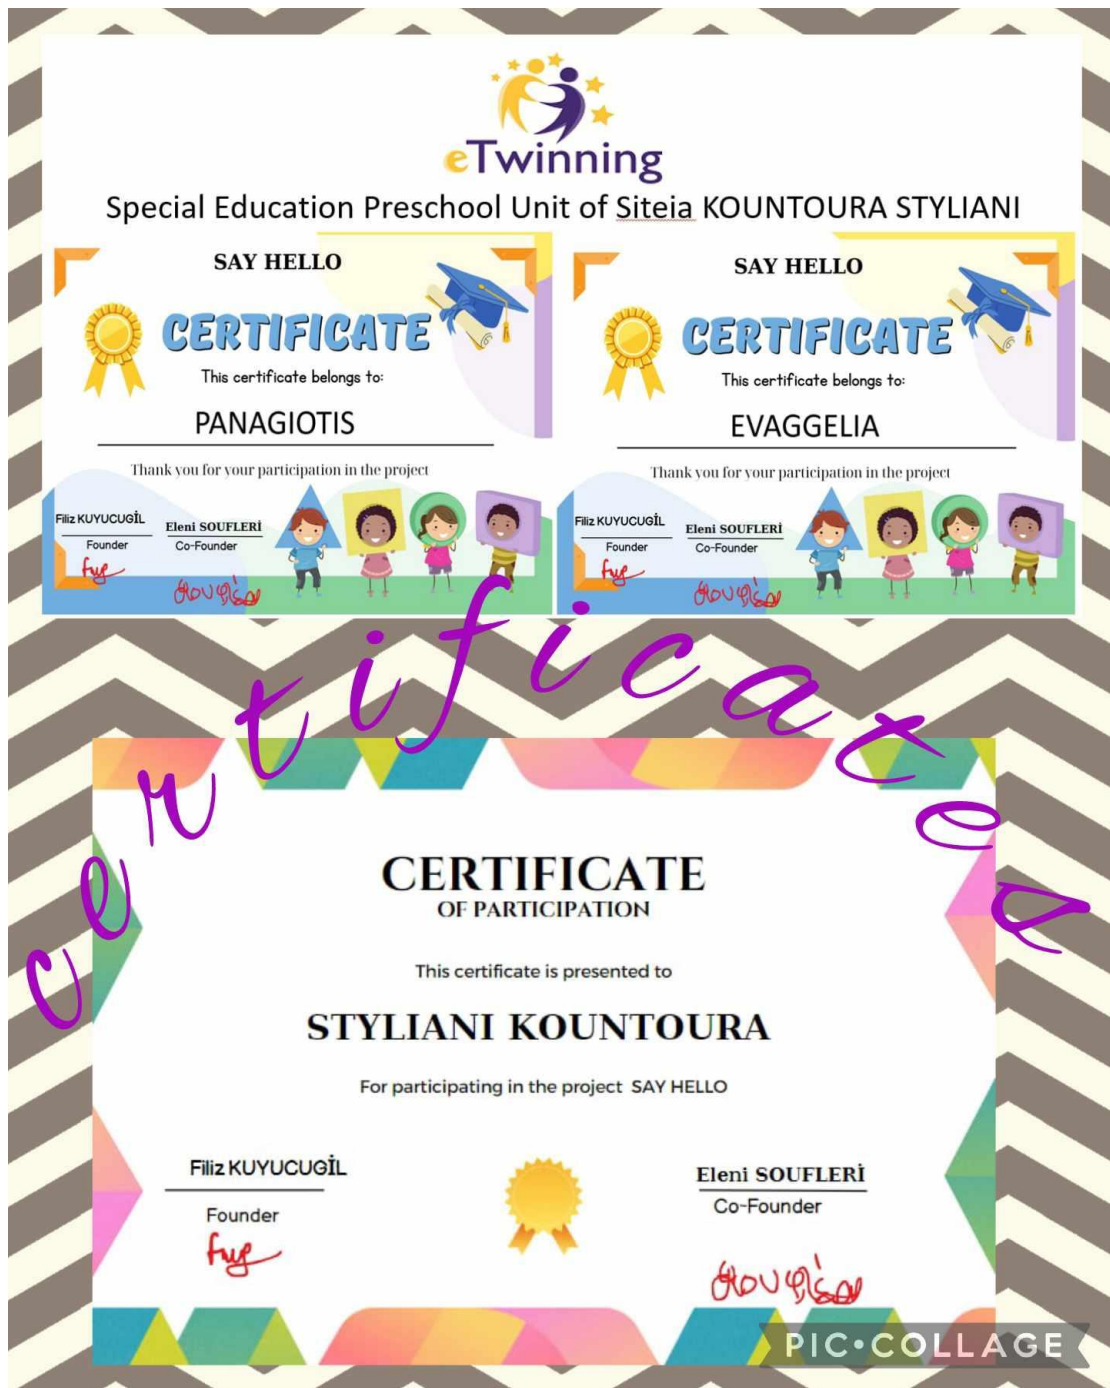 eTwinning
Special Education Preschool Unit of Siteia KOUNTOURA STYLIANI
SAY HELLO
CERTIFICATE
This certificate belongs to:
PANAGIOTIS
Thank you for your participation in the project
Filiz KUYUCUGİL
Founder
Eleni SOUFLERİ
Co-Founder
SAY HELLO
CERTIFICATE
This certificate belongs to:
EVAGGELIA
Thank you for your participation in the project
Filiz KUYUCUGİL
Founder
Eleni SOUFLERİ
Co-Founder
certificates
CERTIFICATE
OF PARTICIPATION
This certificate is presented to
STYLIANI KOUNTOURA
For participating in the project SAY HELLO
Filiz KUYUCUGİL
Founder
Eleni SOUFLERİ
Co-Founder
PIC•COLLAGE